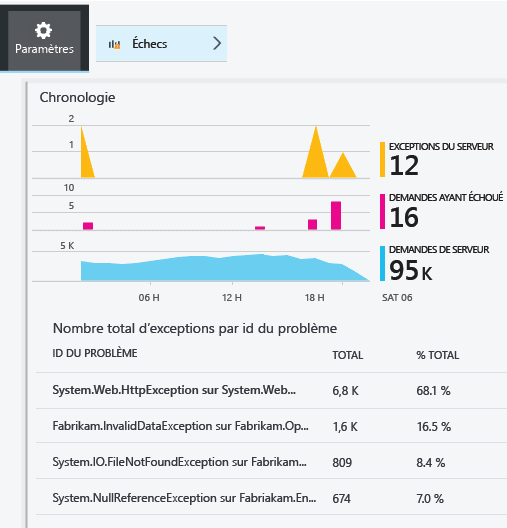 Paramètres
Échecs
Chronologie
2
1
10
5
5 K
06 H 12 H 18 H SAT 06
EXCEPTIONS DU SERVEUR
12
DEMANDES AYANT ÉCHOUÉ
16
DEMANDES DE SERVEUR
95 K
Nombre total d'exceptions par id du problème
ID DU PROBLÈME TOTAL % TOTAL
System.Web.HttpException sur System.Web... 6,8 K 68.1 %
Fabrikam.InvalidDataException sur Fabrikam.Op... 1,6 K 16.5 %
System.IO.FileNotFoundException sur Fabrikam... 809 8.4 %
System.NullReferenceException sur Fabriakam.En... 674 7.0 %